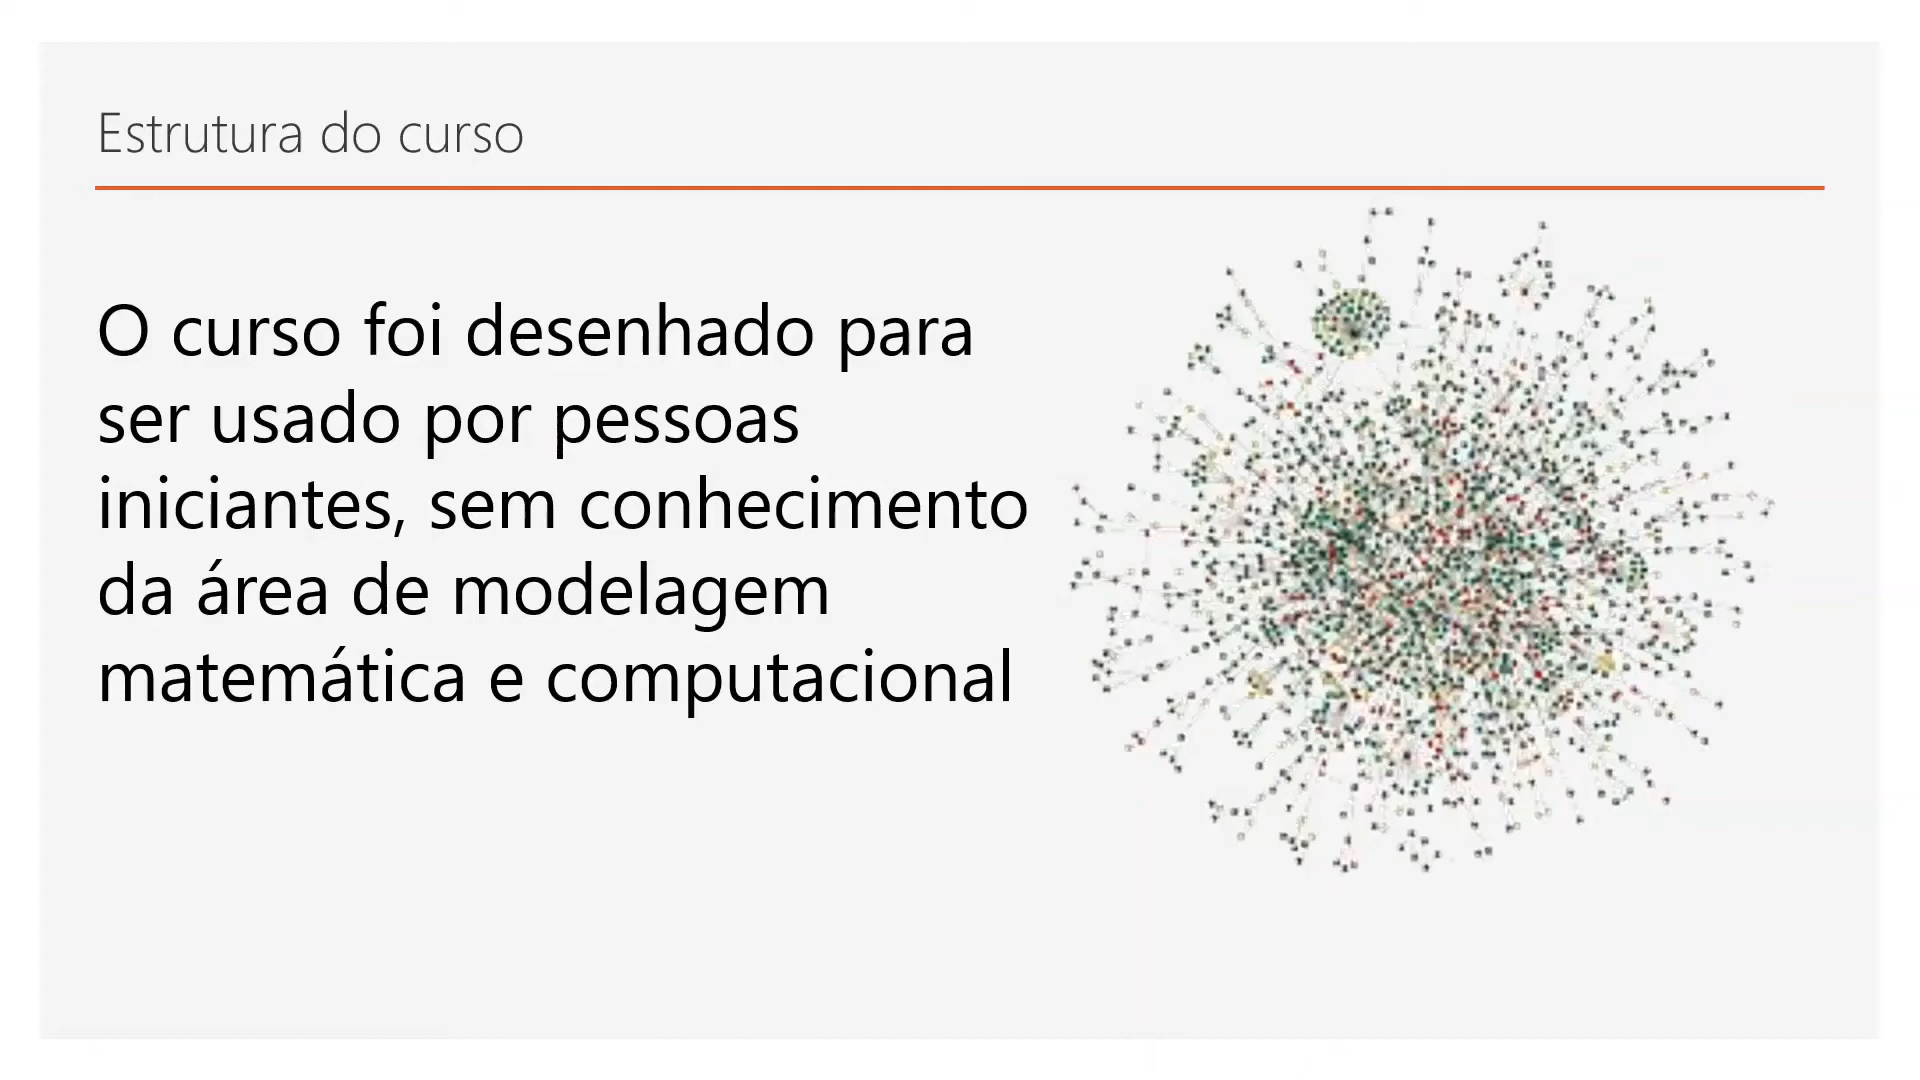 Estrutura do curso
O curso foi desenhado para
ser usado por pessoas
iniciantes, sem conhecimento
da área de modelagem
matemática e computacional